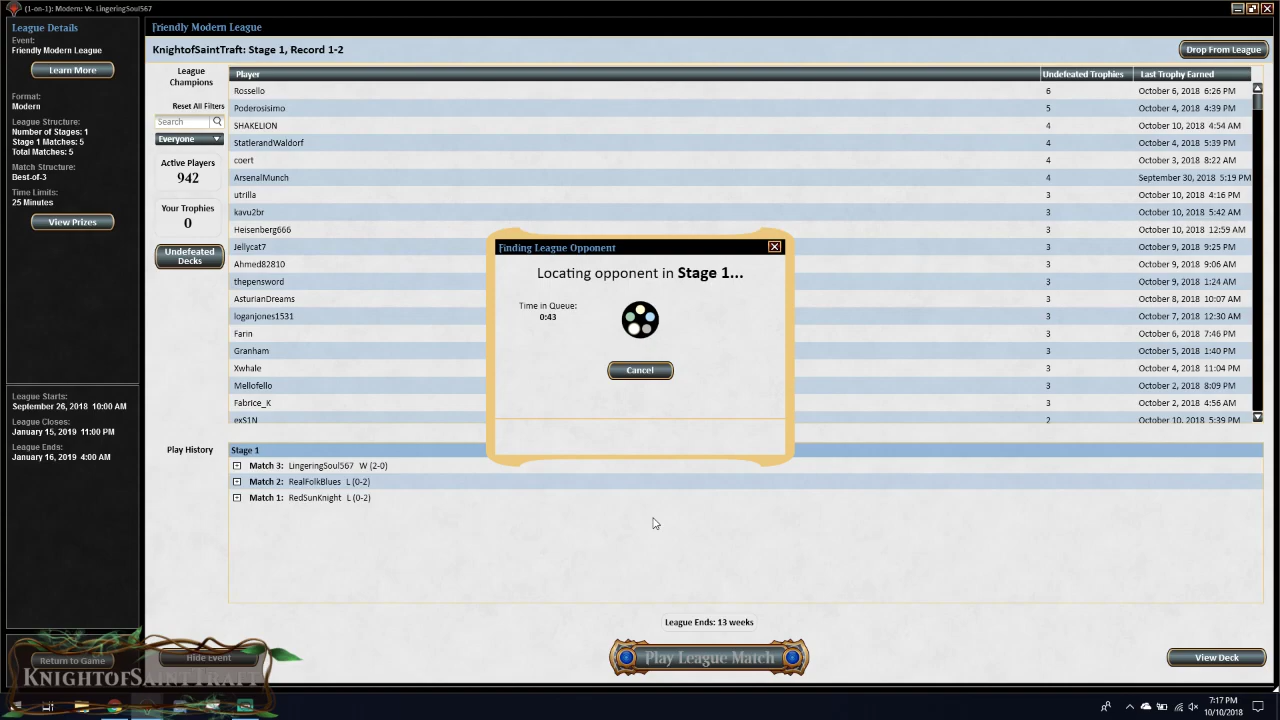 (1-on-1): Modern: Vs. LingeringSoul567
League Details
Event:
Friendly Modern League
Learn More
Format:
Modern
League Structure:
Number of Stages: 1
Stage 1 Matches: 5
Total Matches: 5
Match Structure:
Best-of-3
Time Limits:
25 Minutes
View Prizes
League Starts:
September 26, 2018 10:00 AM
League Closes:
January 15, 2019 11:00 PM
League Ends:
January 16, 2019 4:00 AM
Return to Game
Friendly Modern League
KnightofSaintTraft: Stage 1, Record 1-2
Drop From League
League
Champions
Reset All Filters
Search
Everyone
Active Players
942
Your Trophies
0
Undefeated
Decks
Player Undefeated Trophies Last Trophy Earned
Rossello 6 October 6, 2018 6:26 PM
Poderosisimo 5 October 4, 2018 4:39 PM
SHAKELION 4 October 10, 2018 4:54 AM
StatlerandWaldorf 4 October 4, 2018 5:39 PM
coert 4 October 3, 2018 8:22 AM
ArsenalMunch 4 September 30, 2018 5:19 PM
utrilla 3 October 10, 2018 4:16 PM
kavu2br 3 October 10, 2018 5:42 AM
Heisenberg666 3 October 10, 2018 12:59 AM
Jellycat7 3 October 9, 2018 9:25 PM
Ahmed82810 3 October 9, 2018 9:06 AM
thepensword 3 October 9, 2018 1:24 AM
AsturianDreams 3 October 8, 2018 10:07 AM
loganjones1531 3 October 7, 2018 12:30 AM
Farin 3 October 6, 2018 7:46 PM
Granham 3 October 5, 2018 1:40 PM
Xwhale 3 October 4, 2018 11:04 PM
Mellofello 3 October 2, 2018 8:09 PM
Fabrice_K 3 October 2, 2018 4:56 AM
exS1N 2 October 10, 2018 5:39 PM
Finding League Opponent
Locating opponent in Stage 1...
Time in Queue:
0:43
Cancel
Play History
Stage 1
Match 3: LingeringSoul567 W (2-0)
Match 2: RealFolkBlues L (0-2)
Match 1: RedSunKnight L (0-2)
League Ends: 13 weeks
Hide Event
Play League Match
View Deck
KnightofSaintTraft
7:17 PM
10/10/2018